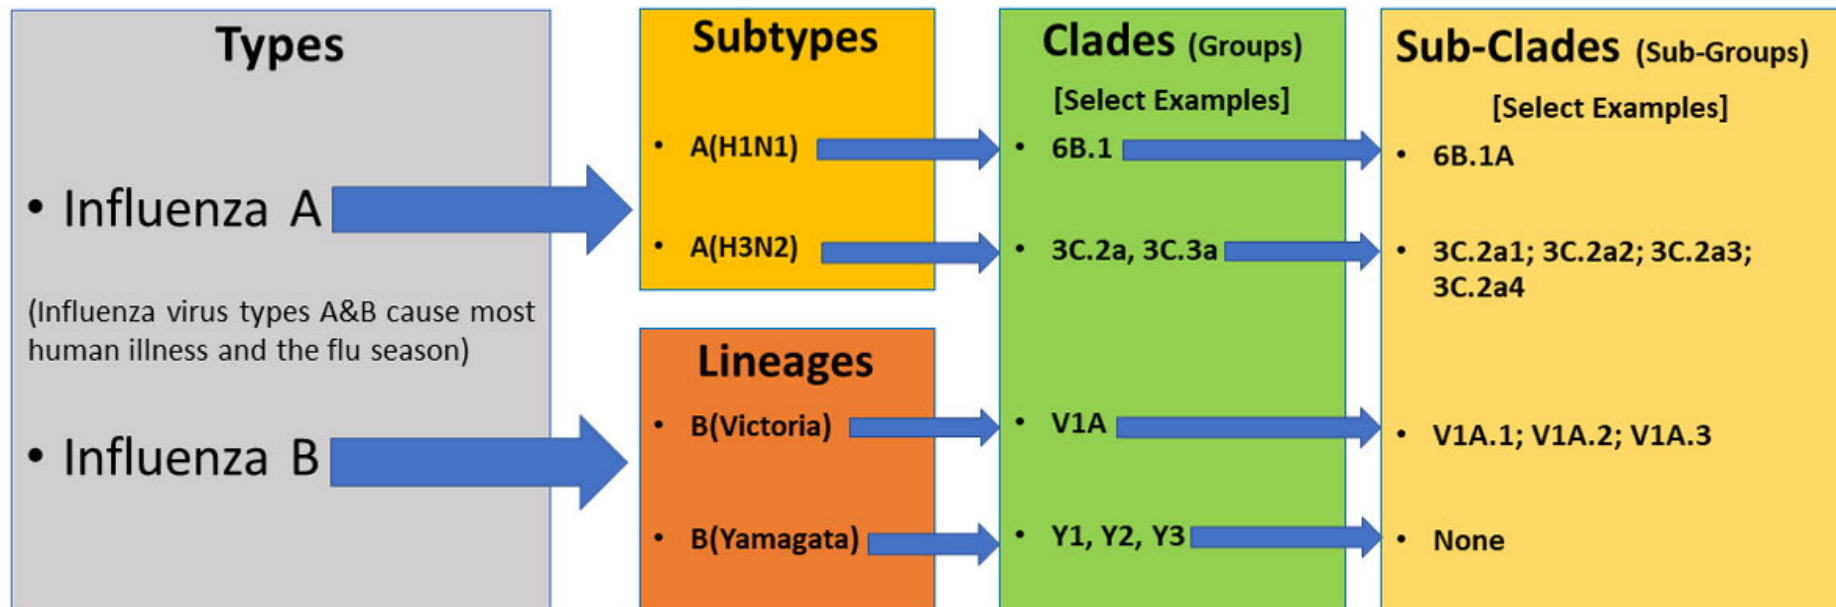 Types
• Influenza A
(Influenza virus types A&B cause most
human illness and the flu season)
• Influenza B
Subtypes
• A(H1N1)
• A(H3N2)
Lineages
• B(Victoria)
• B(Yamagata)
Clades (Groups)
[Select Examples]
• 6B.1
• 3C.2a, 3C.3a
• V1A
• Y1, Y2, Y3
Sub-Clades (Sub-Groups)
[Select Examples]
• 6B.1A
• 3C.2a1; 3C.2a2; 3C.2a3;
3C.2a4
• V1A.1; V1A.2; V1A.3
• None